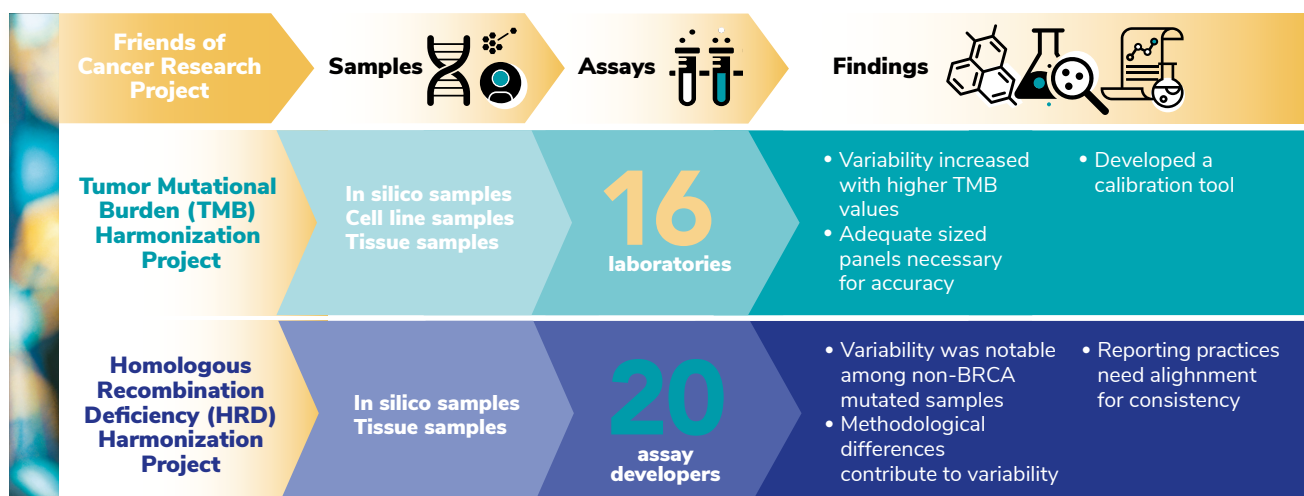 Friends of
Cancer Research
Project
Samples
Assays
Findings
Tumor Mutational
Burden (TMB)
Harmonization
Project
In silico samples
Cell line samples
Tissue samples
16
laboratories
• Variability increased
with higher TMB
values
• Adequate sized
panels necessary
for accuracy
• Developed a
calibration tool
Homologous
Recombination
Deficiency (HRD)
Harmonization
Project
In silico samples
Tissue samples
20
assay
developers
• Variability was notable
among non-BRCA
mutated samples
• Methodological
differences
contribute to variability
• Reporting practices
need alighnment
for consistency